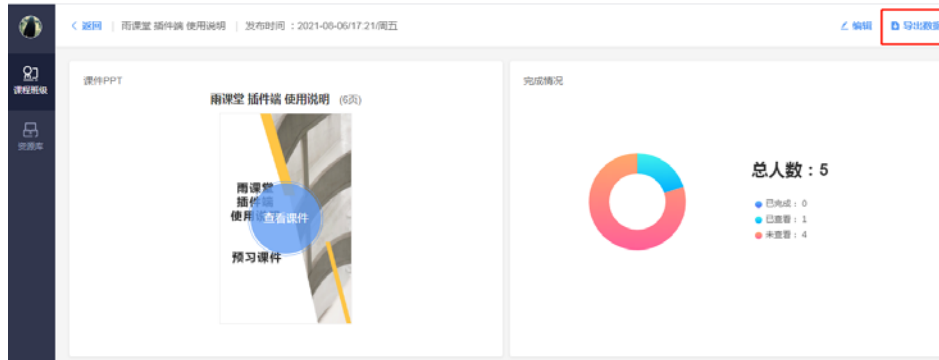 < 返回 | 雨课堂 插件端 使用说明 | 发布时间 ：2021-08-06/17:21/周五
编辑
导出数据
课程班级
资源库
课件PPT
雨课堂 插件端 使用说明 (6页)
雨课堂
插件端
使用说明
查看课件
预习课件
完成情况
总人数：5
已完成： 0
已查看： 1
未查看： 4